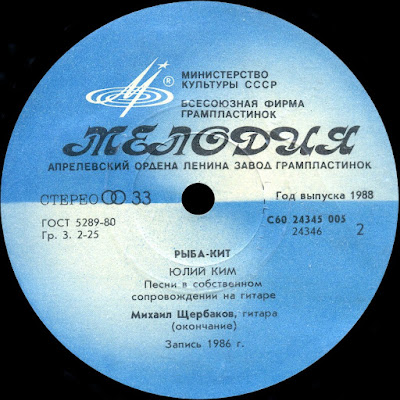 ®
МИНИСТЕРСТВО
КУЛЬТУРЫ СССР
ВСЕСОЮЗНАЯ ФИРМА
ГРАМПЛАСТИНОК
МЕЛОДИЯ
АПРЕЛЕВСКИЙ ОРДЕНА ЛЕНИНА ЗАВОД ГРАМПЛАСТИНОК
СТЕРЕО 33
Год выпуска 1988
ГОСТ 5289-80
Гр. 3. 2-25
С60 24345 005
24346 2
РЫБА-КИТ
ЮЛИЙ КИМ
Песни в собственном
сопровождении на гитаре
Михаил Щербаков, гитара
(окончание)
Запись 1986 г.